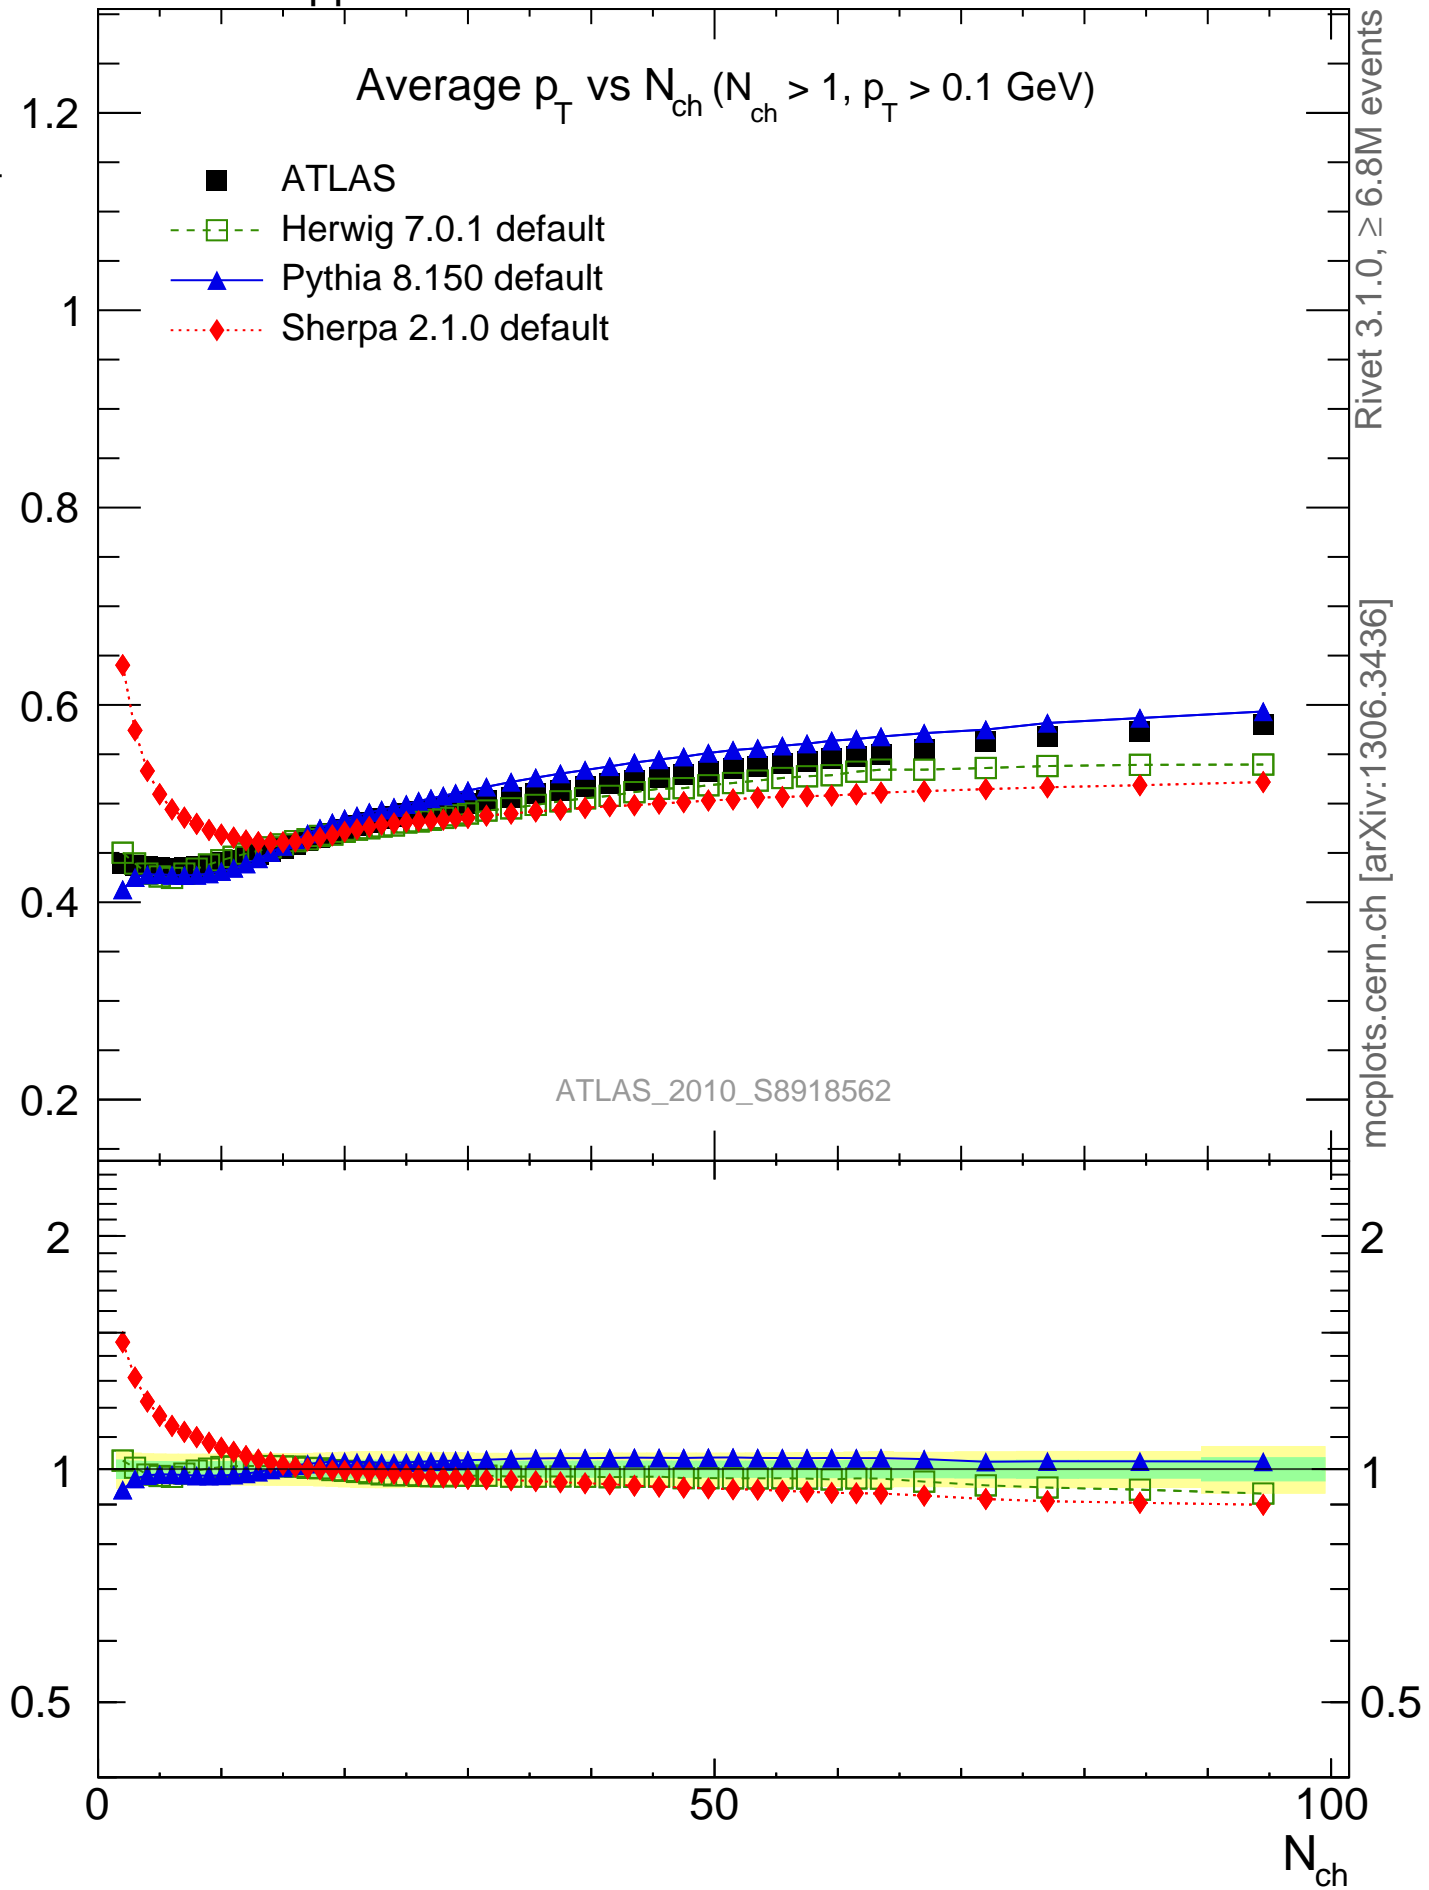 Average p_T vs N_ch (N_ch > 1, p_T > 0.1 GeV)
ATLAS
Herwig 7.0.1 default
Pythia 8.150 default
Sherpa 2.1.0 default
1.2
1
0.8
0.6
0.4
0.2
ATLAS_2010_S8918562
Rivet 3.1.0, ≥ 6.8M events
mcplots.cern.ch [arXiv:1306.3436]
2
1
0.5
2
1
0.5
0
50
100
N_ch